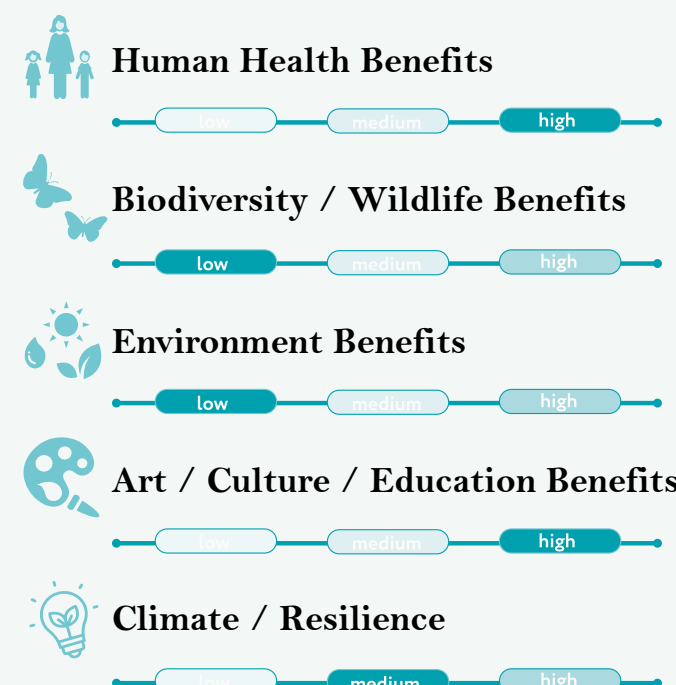 Human Health Benefits
low medium high
Biodiversity / Wildlife Benefits
low medium high
Environment Benefits
low medium high
Art / Culture / Education Benefits
low medium high
Climate / Resilience
low medium high